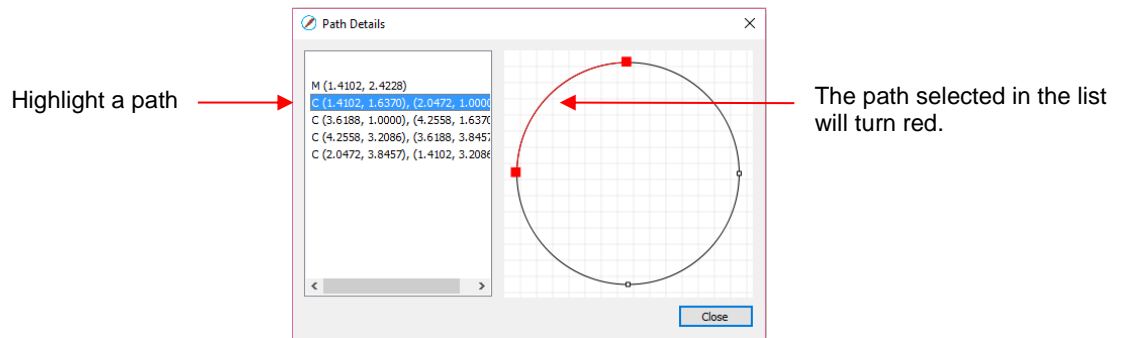 Path Details
M (1.4102, 2.4228)
C (1.4102, 1.6370), (2.0472, 1.0000
C (3.6188, 1.0000), (4.2558, 1.6370
C (4.2558, 3.2086), (3.6188, 3.8457
C (2.0472, 3.8457), (1.4102, 3.2086
Highlight a path
The path selected in the list
will turn red.
Close